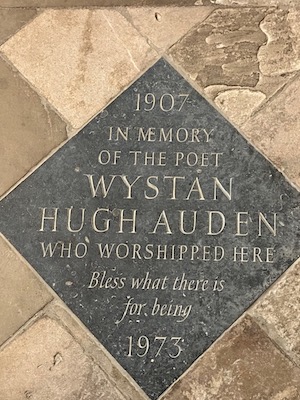 1907
IN MEMORY
OF THE POET
WYSTAN
HUGH AUDEN
WHO WORSHIPPED HERE
Bless what there is
for being
1973